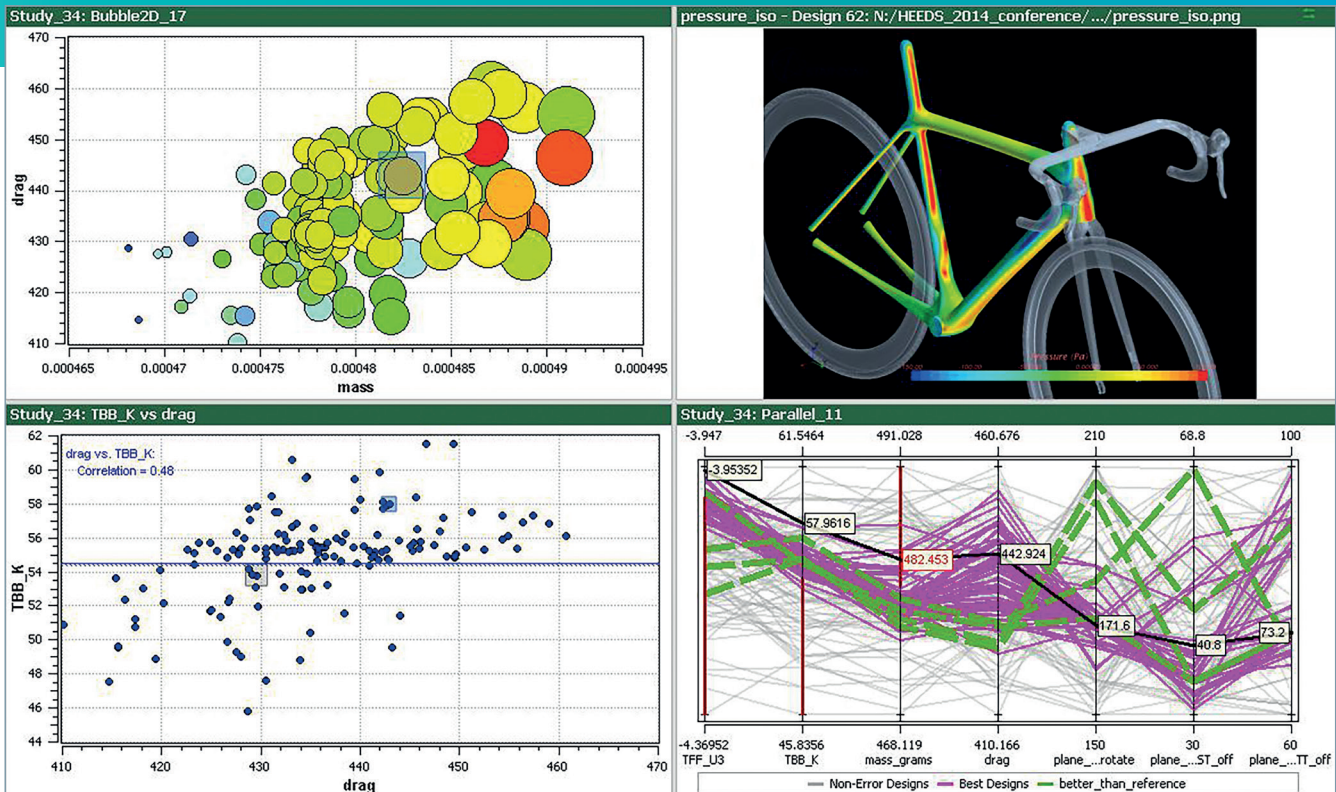 Study_34: Bubble2D_17
470
460
450
440
430
420
410
drag
0.000465 0.00047 0.000475 0.00048 0.000485 0.00049 0.000495
mass
pressure_iso - Design 62: N:/HEEDS_2014_conference/.../pressure_iso.png
Pressure (Pa)
Study_34: TBB_K vs drag
drag vs. TBB_K:
Correlation = 0.48
62
60
58
56
54
52
50
48
46
44
TBB_K
410 420 430 440 450 460 470
drag
Study_34: Parallel_11
-3.947 61.5464 491.028 460.676 210 68.8 100
-3.95352
57.9616
482.453
442.924
171.6
40.8
73.2
-4.36952 45.8356 468.119 410.166 150 30 60
TFF_U3 TBB_K mass_grams drag plane_...rotate plane_...ST_off plane_...TT_off
Non-Error Designs Best Designs better_than_reference